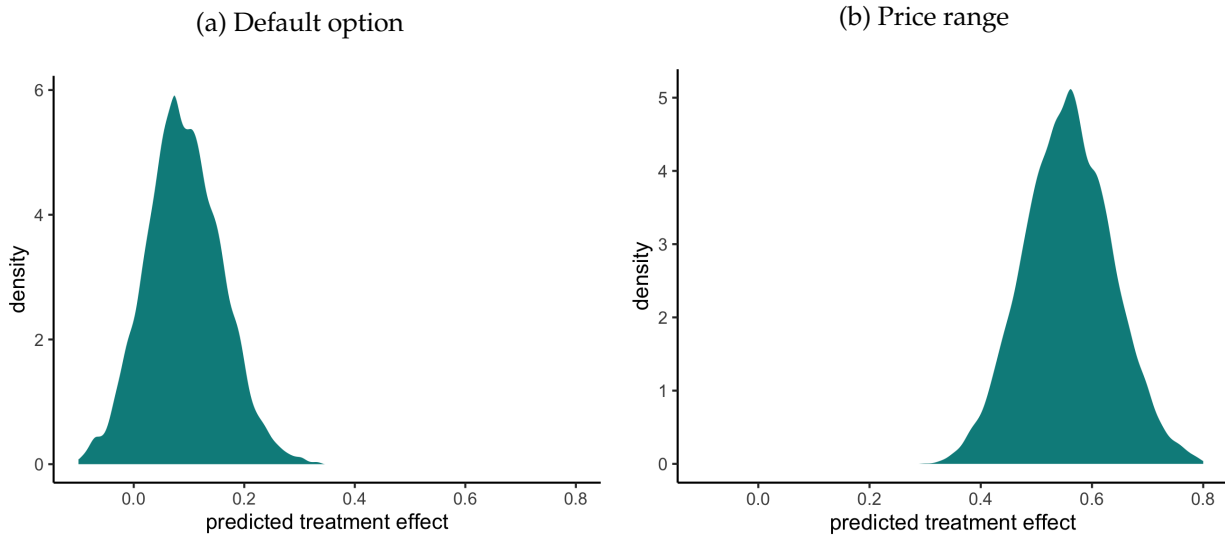 (a) Default option
6
4
2
0
density
0.0 0.2 0.4 0.6 0.8
predicted treatment effect
(b) Price range
5
4
3
2
1
0
density
0.0 0.2 0.4 0.6 0.8
predicted treatment effect